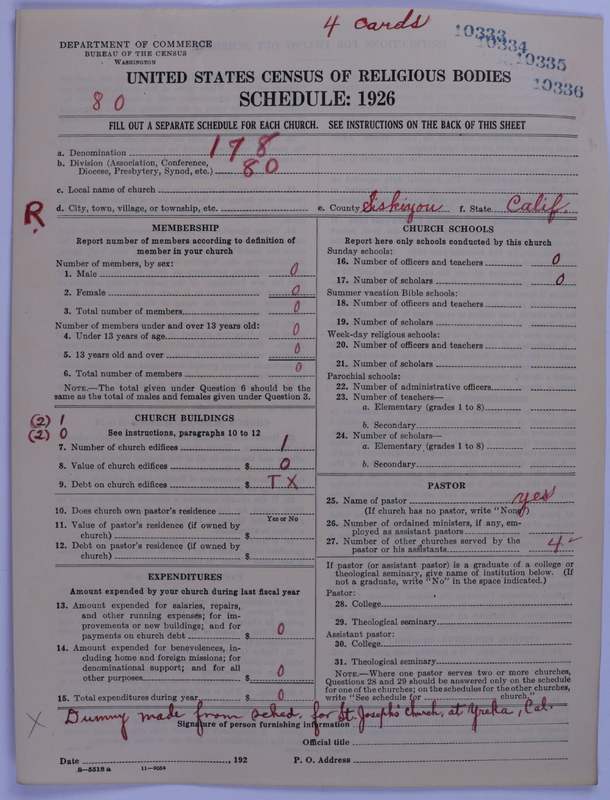 4 cards
10333
10334
10335
10336
DEPARTMENT OF COMMERCE
BUREAU OF THE CENSUS
WASHINGTON
UNITED STATES CENSUS OF RELIGIOUS BODIES
80
SCHEDULE: 1926
FILL OUT A SEPARATE SCHEDULE FOR EACH CHURCH. SEE INSTRUCTIONS ON THE BACK OF THIS SHEET
a. Denomination 178
b. Division (Association, Conference, Diocese, Presbytery, Synod, etc.) 80
c. Local name of church
R
d. City, town, village, or township, etc. e. County Siskiyou f. State Calif.
MEMBERSHIP
Report number of members according to definition of
member in your church
Number of members, by sex:
1. Male 0
2. Female 0
3. Total number of members 0
Number of members under and over 13 years old:
4. Under 13 years of age 0
5. 13 years old and over 0
6. Total number of members 0
NOTE.—The total given under Question 6 should be the
same as the total of males and females given under Question 3.
(2) 1
(2) 0
CHURCH BUILDINGS
See instructions, paragraphs 10 to 12
7. Number of church edifices 1
8. Value of church edifices $ 0
9. Debt on church edifices $ TX
10. Does church own pastor's residence
Yes or No
11. Value of pastor's residence (if owned by
church) $
12. Debt on pastor's residence (if owned by
church) $
EXPENDITURES
Amount expended by your church during last fiscal year
13. Amount expended for salaries, repairs,
and other running expenses; for im-
provements or new buildings; and for
payments on church debt $ 0
14. Amount expended for benevolences, in-
cluding home and foreign missions; for
denominational support; and for all
other purposes $ 0
15. Total expenditures during year $ 0
CHURCH SCHOOLS
Report here only schools conducted by this church
Sunday schools:
16. Number of officers and teachers 0
17. Number of scholars 0
Summer vacation Bible schools:
18. Number of officers and teachers
19. Number of scholars
Week-day religious schools:
20. Number of officers and teachers
21. Number of scholars
Parochial schools:
22. Number of administrative officers
23. Number of teachers—
a. Elementary (grades 1 to 8)
b. Secondary
24. Number of scholars—
a. Elementary (grades 1 to 8)
b. Secondary
PASTOR
25. Name of pastor yes
(If church has no pastor, write "None")
26. Number of ordained ministers, if any, em-
ployed as assistant pastors
27. Number of other churches served by the
pastor or his assistants 4
If pastor (or assistant pastor) is a graduate of a college or
theological seminary, give name of institution below. (If
not a graduate, write "No" in the space indicated.)
Pastor:
28. College
29. Theological seminary
Assistant pastor:
30. College
31. Theological seminary
NOTE.—Where one pastor serves two or more churches,
Questions 28 and 29 should be answered only on the schedule
for one of the churches; on the schedules for the other churches,
write "See schedule for church."
X Dummy made from sched. for St. Joseph's Church, at Yreka, Cal.
Signature of person furnishing information
Official title
Date , 192 P. O. Address
8—5518 a 11—9054